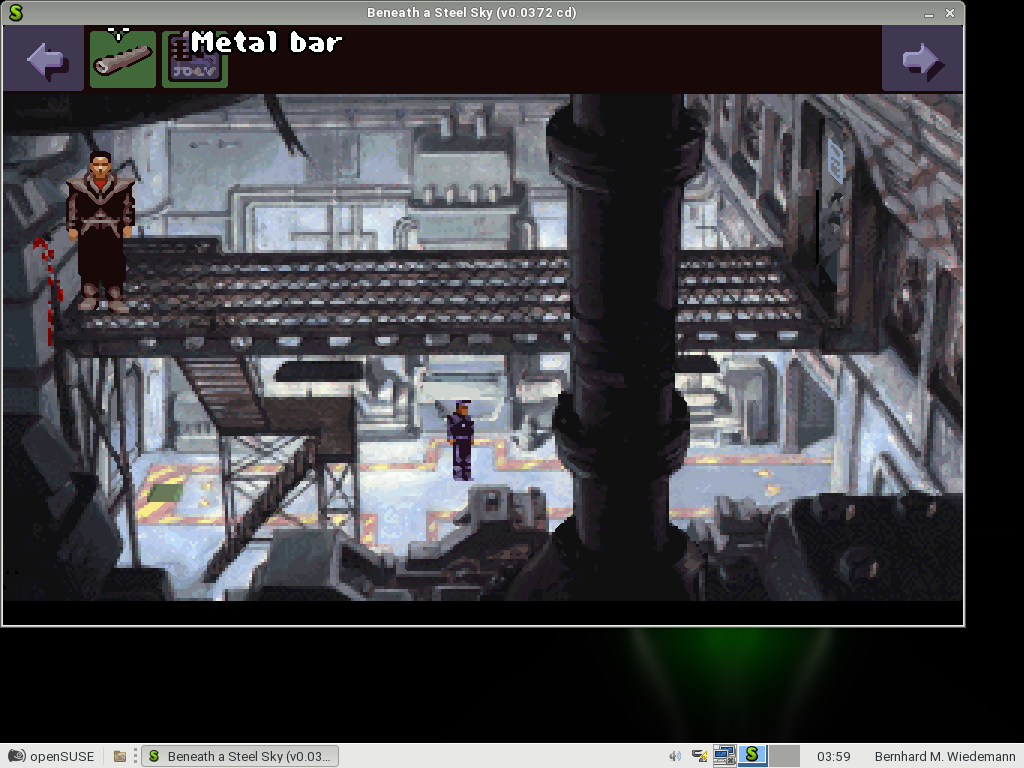 Beneath a Steel Sky (v0.0372 cd)
Metal bar
JOEY
openSUSE
Beneath a Steel Sky (v0.03...
03:59
Bernhard M. Wiedemann